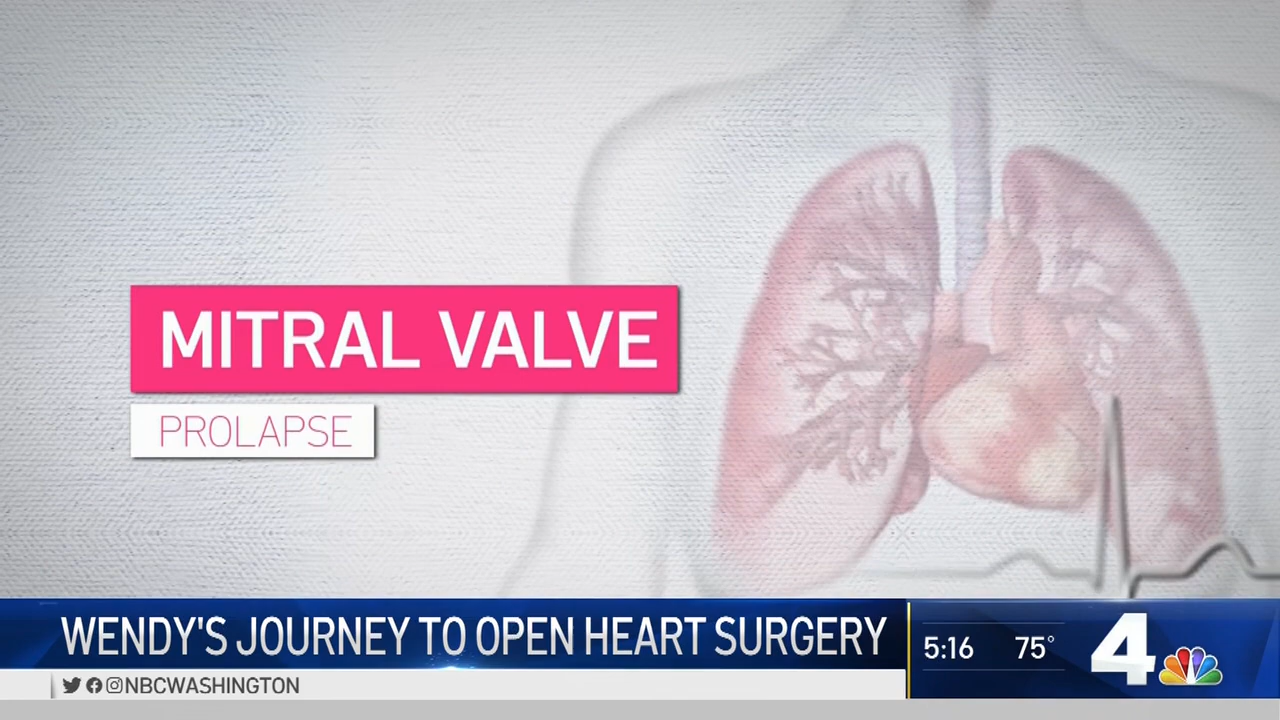 MITRAL VALVE
PROLAPSE
WENDY'S JOURNEY TO OPEN HEART SURGERY
5:16 75° 4
NBCWASHINGTON